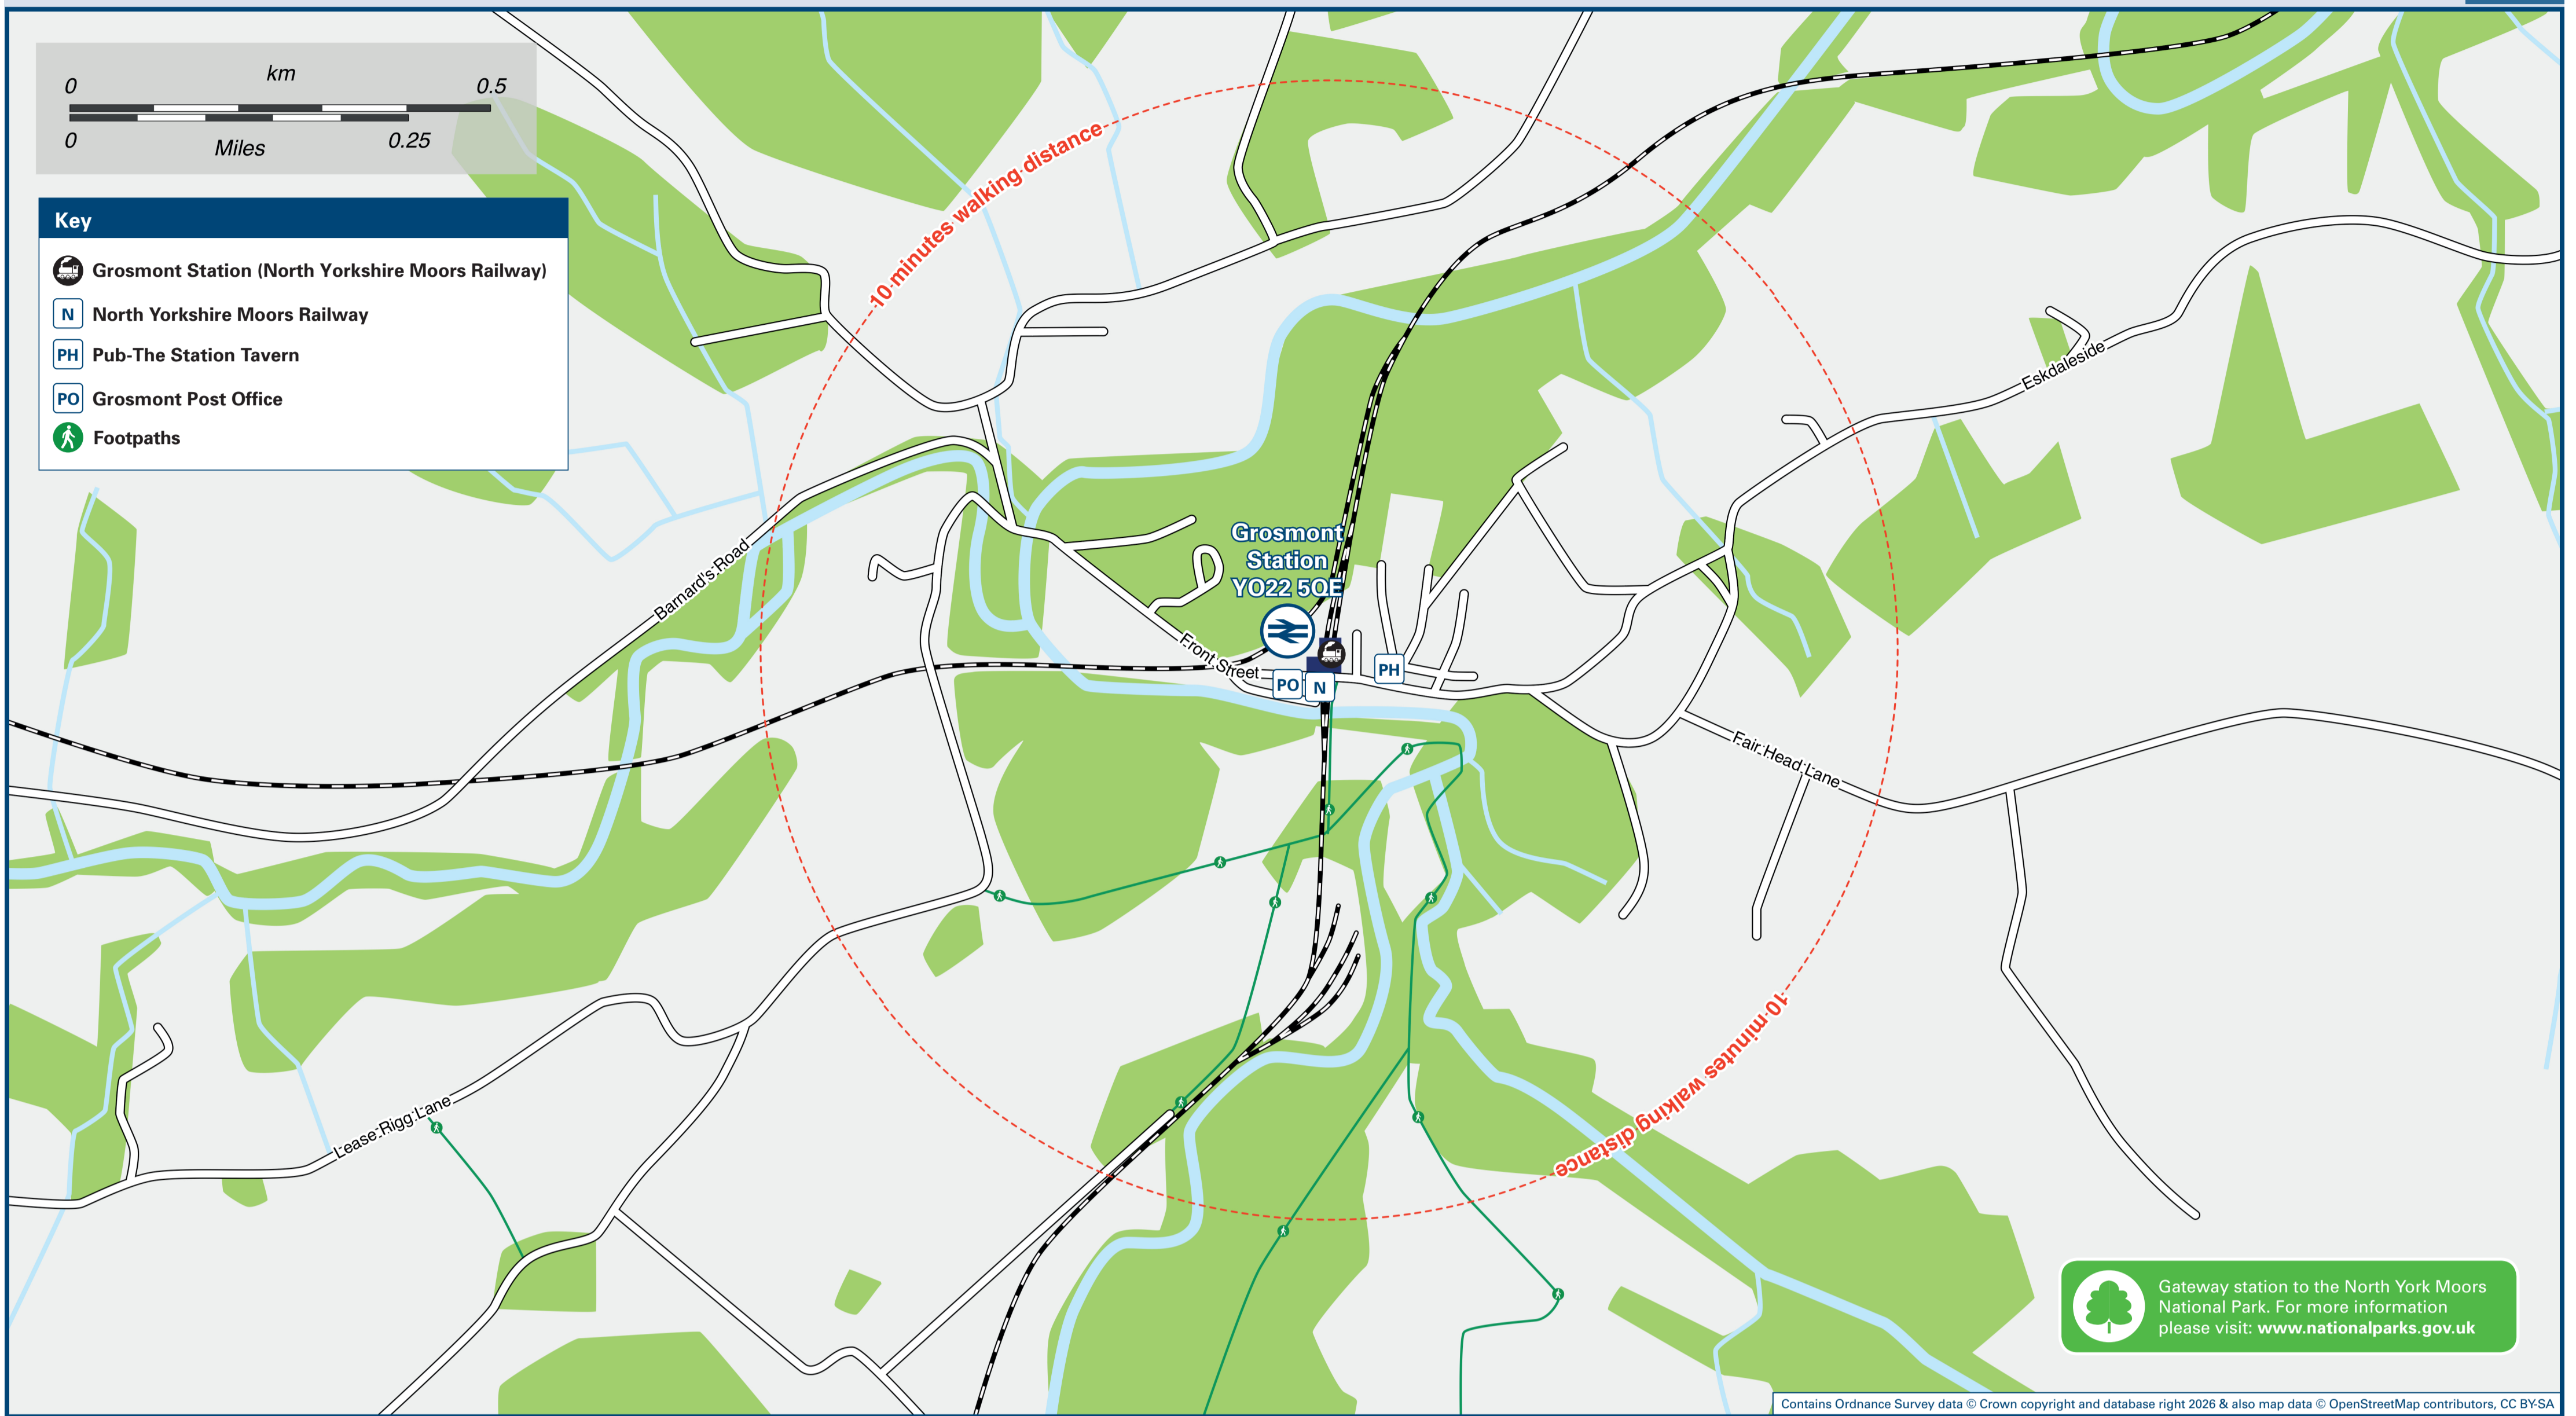 km
0 0.5
0 0.25
Miles
Key
Grosmont Station (North Yorkshire Moors Railway)
N North Yorkshire Moors Railway
PH Pub-The Station Tavern
PO Grosmont Post Office
Footpaths
10 minutes walking distance
Eskdaleside
Barnard's Road
Grosmont
Station
YO22 5QE
Front Street
PO
N
PH
Fair Head Lane
10 minutes walking distance
Lease Rigg Lane
Gateway station to the North York Moors
National Park. For more information
please visit: www.nationalparks.gov.uk
Contains Ordnance Survey data © Crown copyright and database right 2026 & also map data © OpenStreetMap contributors, CC BY-SA